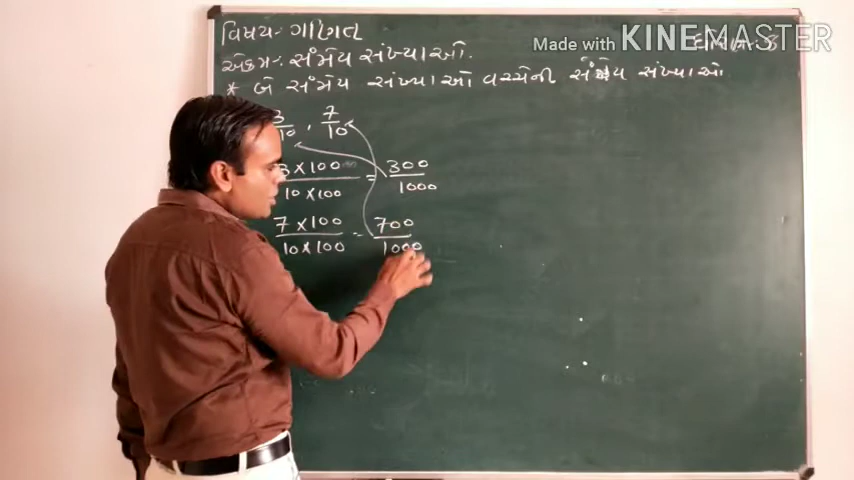 વિષય:- ગણિત
Made with KINEMASTER
એકમ:- સંમેય સંખ્યાઓ.
* બે સંમેય સંખ્યાઓ વચ્ચેની સંમેય સંખ્યાઓ
3/10 , 7/10
3 x 100 / 10 x 100 = 300 / 1000
7 x 100 / 10 x 100 = 700 / 1000